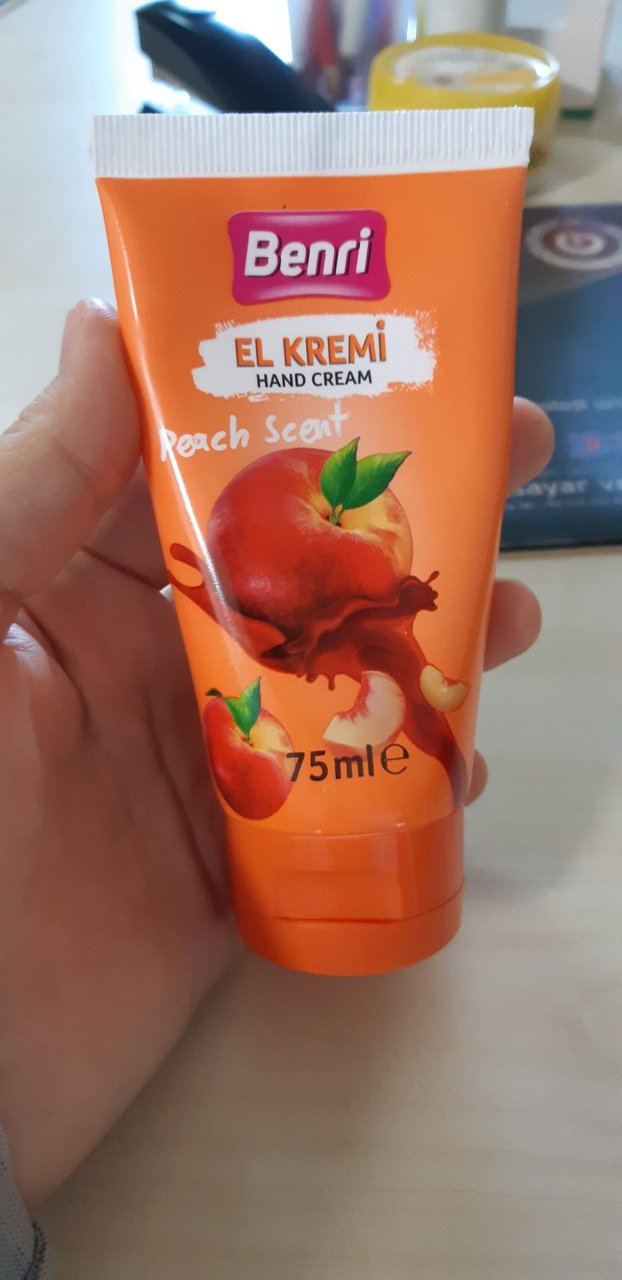 Benri
EL KREMİ
HAND CREAM
Peach Scent
75ml e